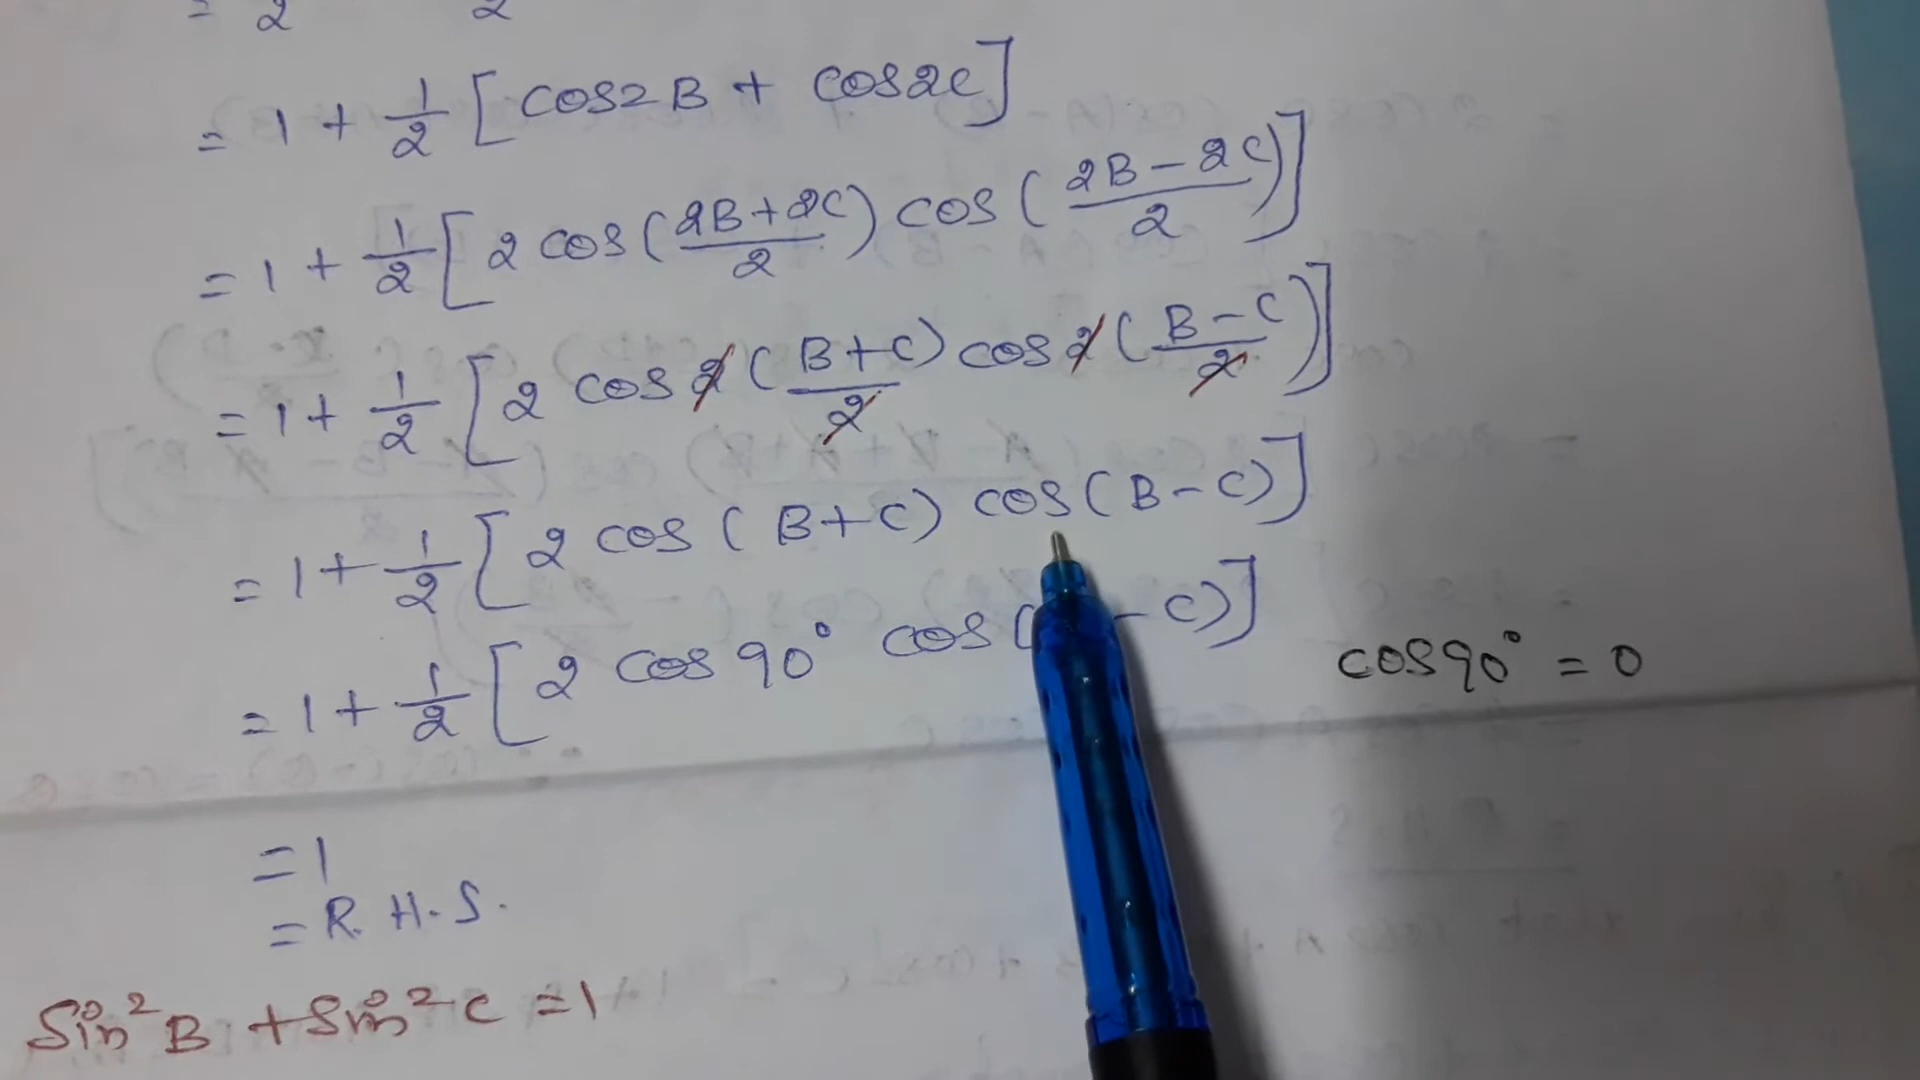 = 2 2
= 1 + 1/2 [cos2B + cos2C]
= 1 + 1/2 [2 cos (2B+2C/2) cos (2B-2C/2)]
= 1 + 1/2 [2 cos 2 (B+C/2) cos 2 (B-C/2)]
= 1 + 1/2 [2 cos (B+C) cos (B-C)]
= 1 + 1/2 [2 cos 90° cos ( -C)]
cos90° = 0
= 1
= R.H.S.
Sin²B + Sin²C = 1